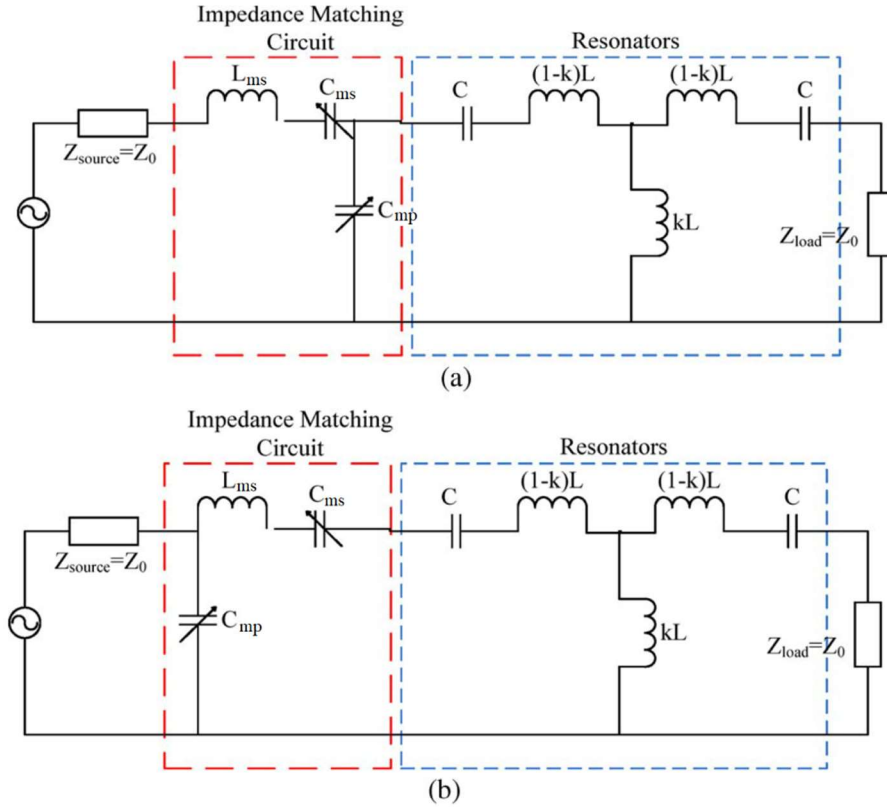 Impedance Matching
Circuit
Resonators
Lms
Cms
C
(1-k)L
(1-k)L
C
Zsource=Z0
Cmp
kL
Zload=Z0
(a)
Impedance Matching
Circuit
Resonators
Lms
Cms
C
(1-k)L
(1-k)L
C
Zsource=Z0
Cmp
kL
Zload=Z0
(b)